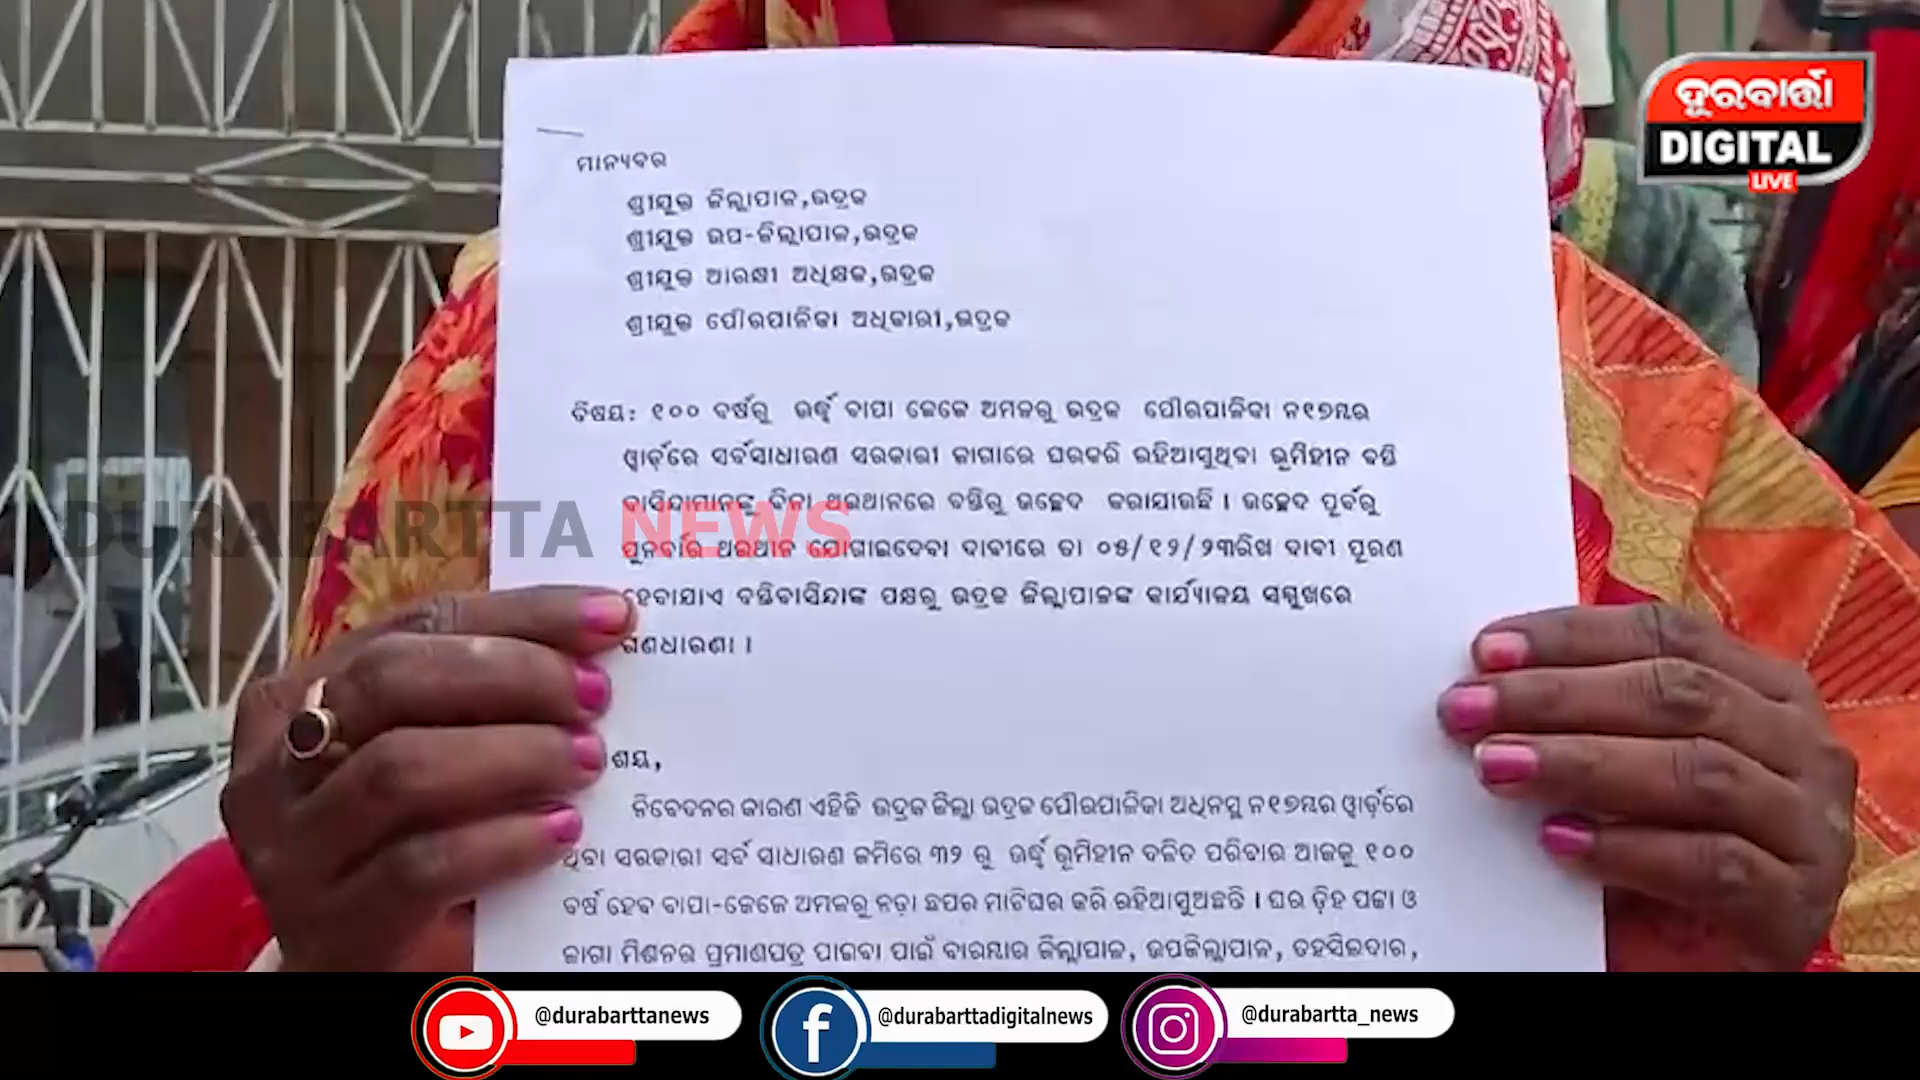 ଦୂରବାର୍ତ୍ତା
DIGITAL
LIVE
ମାନ୍ୟବର
ଶ୍ରୀଯୁକ୍ତ ଜିଲ୍ଲାପାଳ,ଭଦ୍ରକ
ଶ୍ରୀଯୁକ୍ତ ଉପ-ଜିଲ୍ଲାପାଳ,ଭଦ୍ରକ
ଶ୍ରୀଯୁକ୍ତ ଆରକ୍ଷୀ ଅଧିକ୍ଷକ,ଭଦ୍ରକ
ଶ୍ରୀଯୁକ୍ତ ପୌରପାଳିକା ଅଧିକାରୀ,ଭଦ୍ରକ
ବିଷୟ: ୧୦୦ ବର୍ଷରୁ ଉର୍ଦ୍ଧ୍ୱ ବାପା ଜେଜେ ଅମଳରୁ ଭଦ୍ରକ ପୌରପାଳିକା ନ୧୭ମ୍ବର
ୱାର୍ଡ଼ରେ ସର୍ବସାଧାରଣ ସରକାରୀ ଜାଗାରେ ଘରକରି ରହିଆସୁଥିବା ଭୂମିହୀନ ବସ୍ତି
ବାସିନ୍ଦାମାନଙ୍କୁ ବିନା ଥଇଥାନରେ ବସ୍ତିରୁ ଉଚ୍ଛେଦ କରାଯାଉଛି । ଉଚ୍ଛେଦ ପୂର୍ବରୁ
ପୁନର୍ବାର ଥଇଥାନ ଯୋଗାଇଦେବା ଦାବୀରେ ତା ୦୫/୧୨/୨୩ରିଖ ଦାବୀ ପୂରଣ
ହେବାଯାଏ ବସ୍ତିବାସିନ୍ଦାଙ୍କ ପକ୍ଷରୁ ଭଦ୍ରକ ଜିଲ୍ଲାପାଳଙ୍କ କାର୍ଯ୍ୟାଳୟ ସମ୍ମୁଖରେ
ଗଣଧାରଣା ।
ଶୟ,
ନିବେଦନର କାରଣ ଏହିକି ଭଦ୍ରକ ଜିଲ୍ଲା ଭଦ୍ରକ ପୌରପାଳିକା ଅଧିନସ୍ଥ ନ୧୭ମ୍ବର ୱାର୍ଡ଼ରେ
ଥିବା ସରକାରୀ ସର୍ବ ସାଧାରଣ ଜମିରେ ୩୨ ରୁ ଉର୍ଦ୍ଧ୍ୱ ଭୂମିହୀନ ଦଳିତ ପରିବାର ଆଜକୁ ୧୦୦
ବର୍ଷ ହେବ ବାପା-ଜେଜେ ଅମଳରୁ ନଡ଼ା ଛପର ମାଟିଘର କରି ରହିଆସୁଅଛନ୍ତି । ଘର ଡ଼ିହ ପଟ୍ଟା ଓ
ଜାଗା ମିଶନର ପ୍ରମାଣପତ୍ର ପାଇବା ପାଇଁ ବାରମ୍ବାର ଜିଲ୍ଲାପାଳ, ଉପଜିଲ୍ଲାପାଳ, ତହସିଲଦାର,
DURABARTTA NEWS
@durabarttanews
@durabarttadigitalnews
@durabartta_news